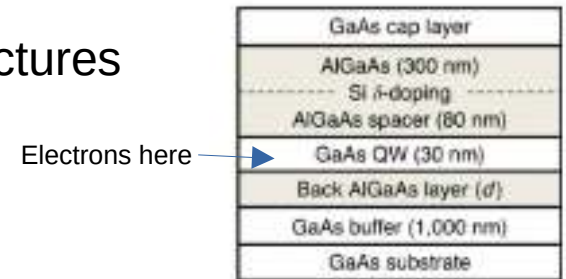 ctures
GaAs cap layer
AlGaAs (300 nm)
Si δ-doping
AlGaAs spacer (80 nm)
Electrons here
GaAs QW (30 nm)
Back AlGaAs layer (d)
GaAs buffer (1,000 nm)
GaAs substrate